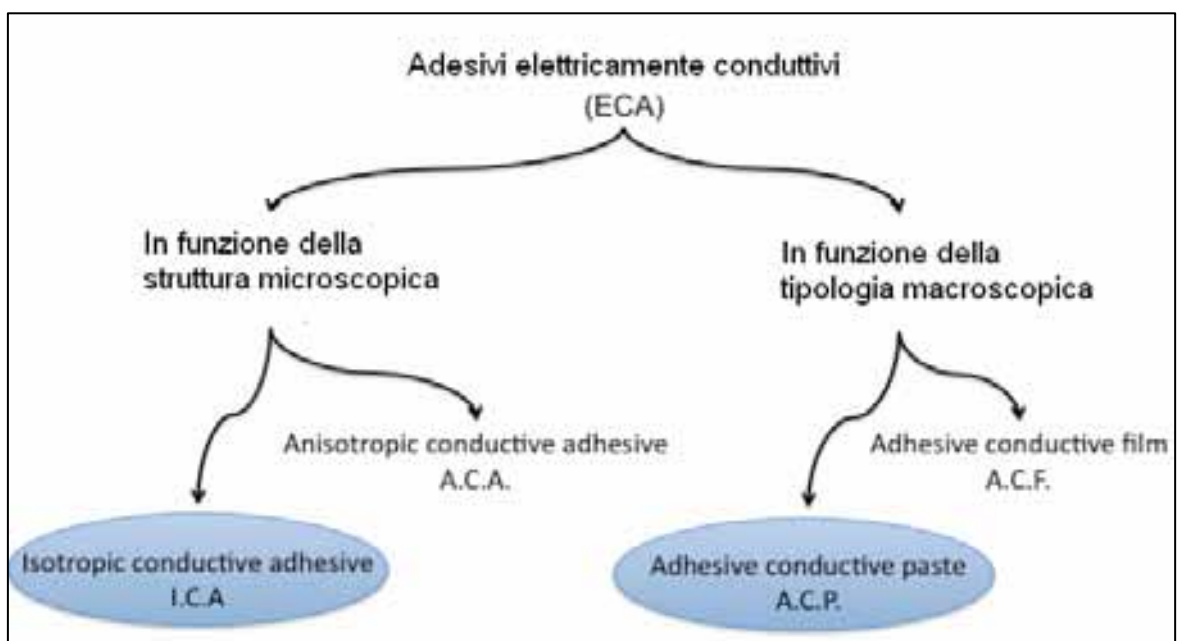 Adesivi elettricamente conduttivi
(ECA)
In funzione della
struttura microscopica
In funzione della
tipologia macroscopica
Anisotropic conductive adhesive
A.C.A.
Adhesive conductive film
A.C.F.
Isotropic conductive adhesive
I.C.A
Adhesive conductive paste
A.C.P.